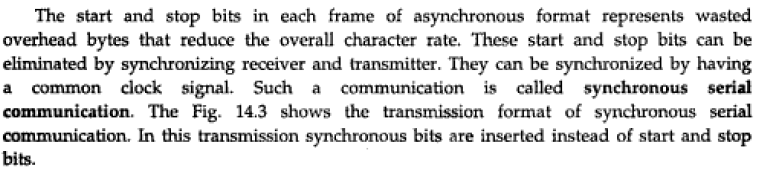 The start and stop bits in each frame of asynchronous format represents wasted
overhead bytes that reduce the overall character rate. These start and stop bits can be
eliminated by synchronizing receiver and transmitter. They can be synchronized by having
a common clock signal. Such a communication is called synchronous serial
communication. The Fig. 14.3 shows the transmission format of synchronous serial
communication. In this transmission synchronous bits are inserted instead of start and stop
bits.